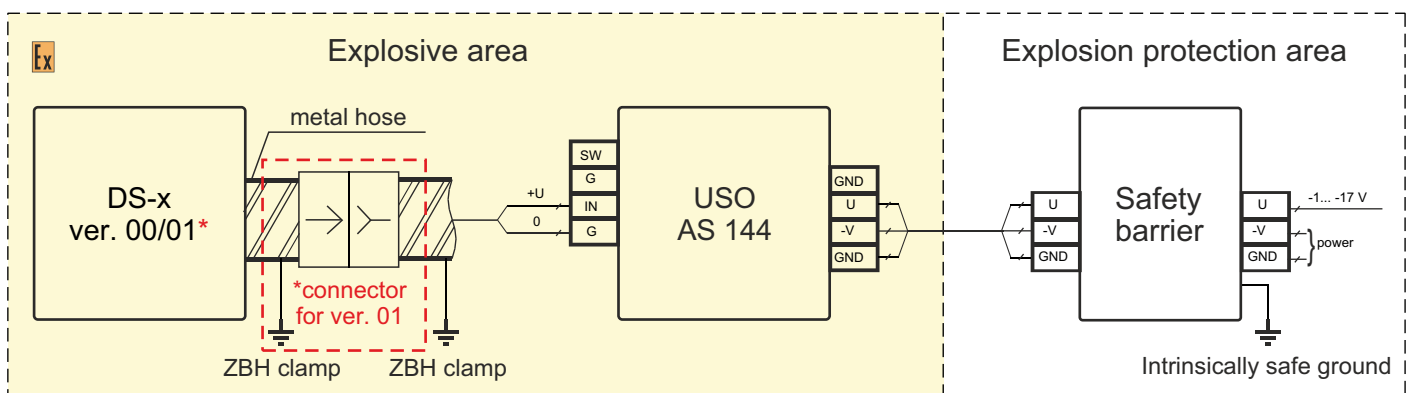 Ex
Explosive area
Explosion protection area
metal hose
DS-x
ver. 00/01*
*connector
for ver. 01
ZBH clamp
ZBH clamp
+U
0
SW
G
IN
G
USO
AS 144
GND
U
-V
GND
U
-V
GND
Safety
barrier
U
-V
GND
-1... -17 V
power
Intrinsically safe ground